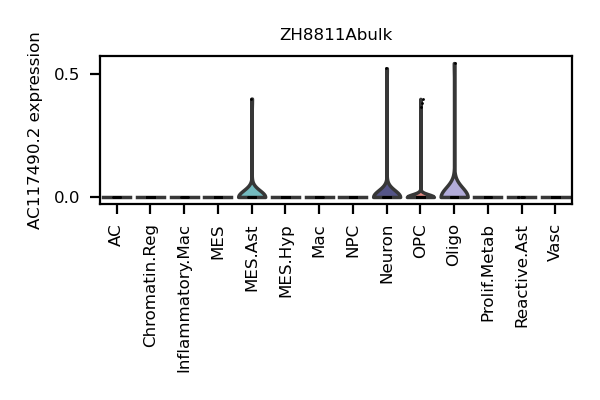 ZH8811Abulk
AC117490.2 expression
0.5
0.0
AC
Chromatin.Reg
Inflammatory.Mac
MES
MES.Ast
MES.Hyp
Mac
NPC
Neuron
OPC
Oligo
Prolif.Metab
Reactive.Ast
Vasc